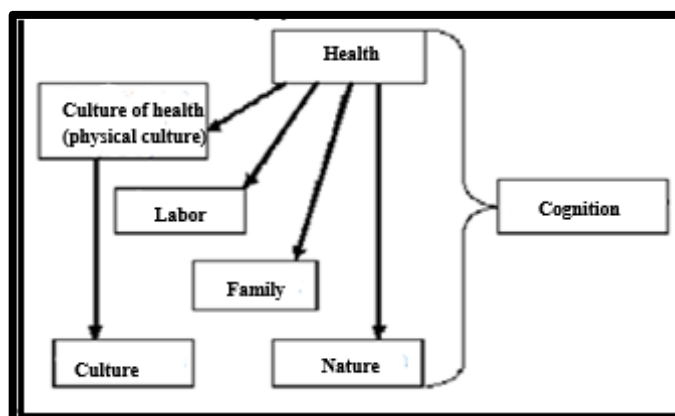 Health
Culture of health
(physical culture)
Labor
Cognition
Family
Culture
Nature